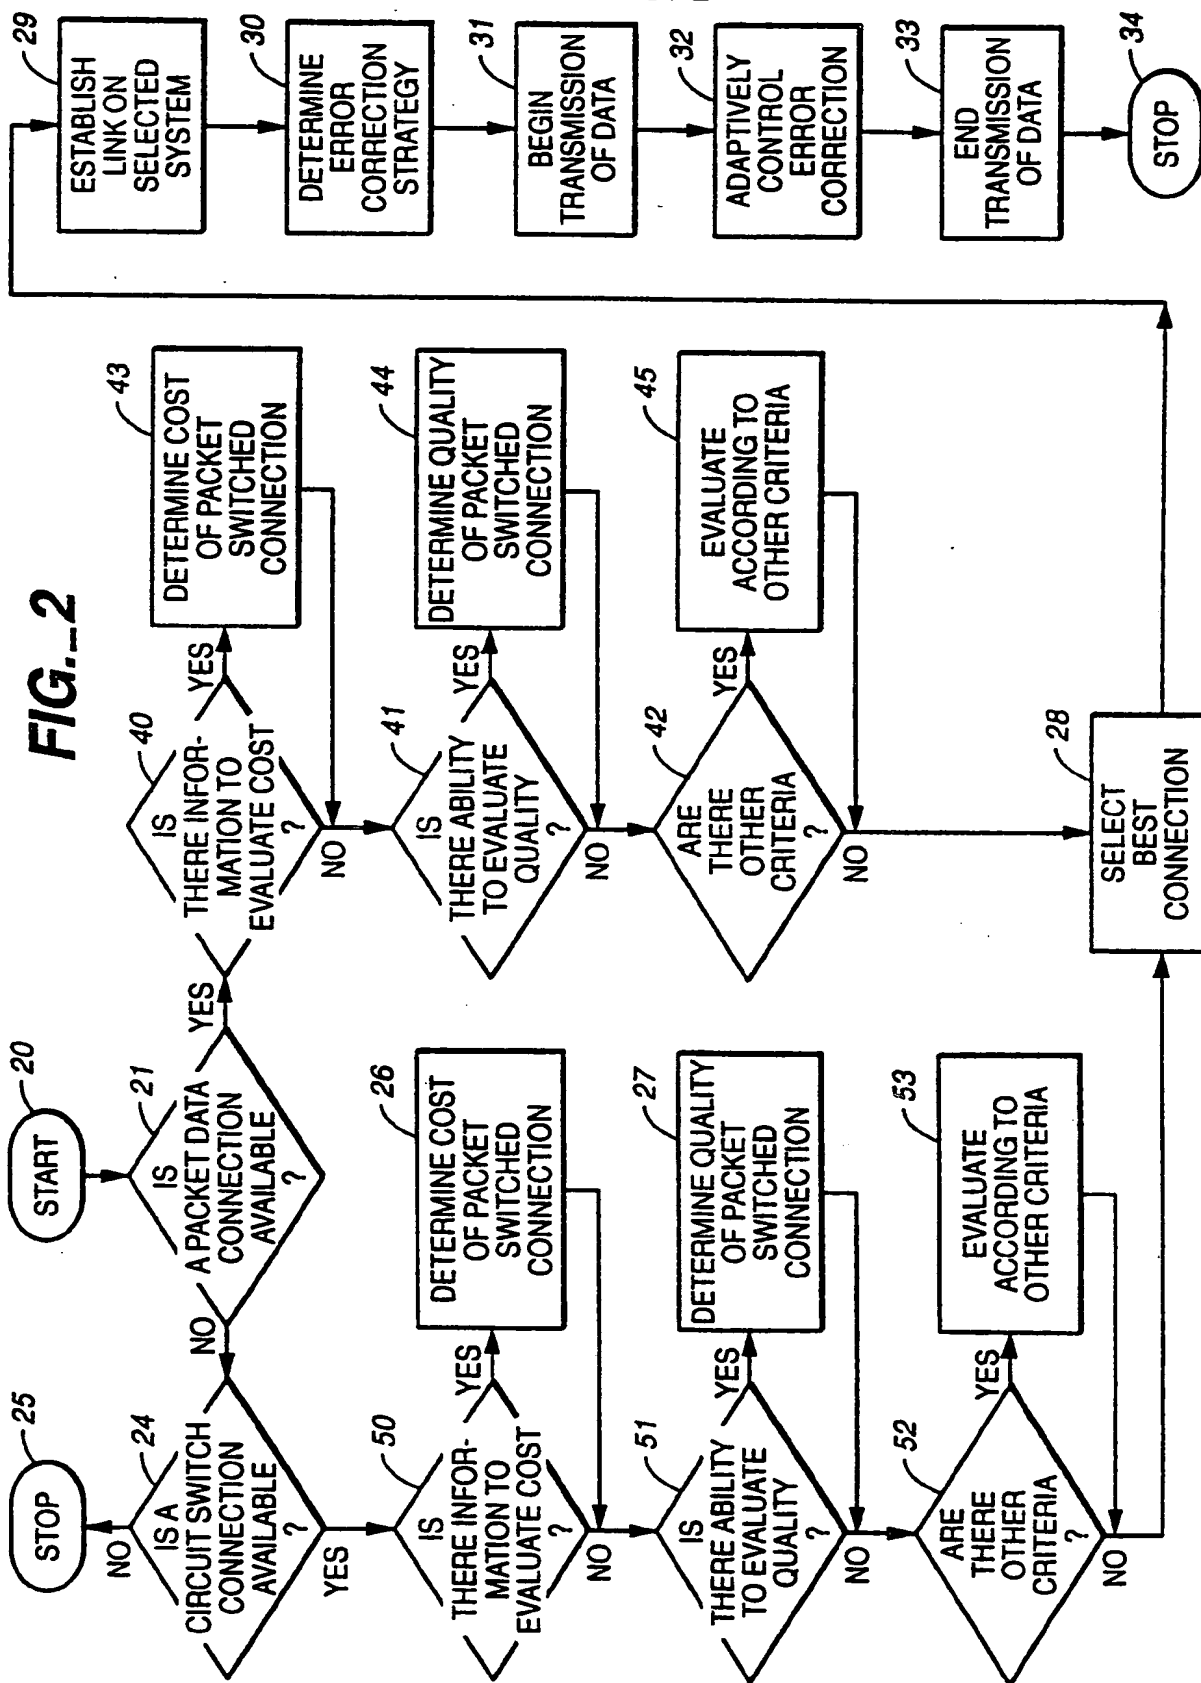 FIG._2
START
20
IS
A PACKET DATA
CONNECTION
AVAILABLE
?
21
YES
NO
STOP
25
NO
IS A
CIRCUIT SWITCH
CONNECTION
AVAILABLE
?
24
YES
IS
THERE INFOR-
MATION TO
EVALUATE COST
?
50
YES
NO
DETERMINE COST
OF PACKET
SWITCHED
CONNECTION
26
IS
THERE ABILITY
TO EVALUATE
QUALITY
?
51
YES
NO
DETERMINE QUALITY
OF PACKET
SWITCHED
CONNECTION
27
ARE
THERE
OTHER
CRITERIA
?
52
YES
NO
EVALUATE
ACCORDING TO
OTHER CRITERIA
53
IS
THERE INFOR-
MATION TO
EVALUATE COST
?
40
YES
NO
DETERMINE COST
OF PACKET
SWITCHED
CONNECTION
43
IS
THERE ABILITY
TO EVALUATE
QUALITY
?
41
YES
NO
DETERMINE QUALITY
OF PACKET
SWITCHED
CONNECTION
44
ARE
THERE
OTHER
CRITERIA
?
42
YES
NO
EVALUATE
ACCORDING TO
OTHER CRITERIA
45
SELECT
BEST
CONNECTION
28
ESTABLISH
LINK ON
SELECTED
SYSTEM
29
DETERMINE
ERROR
CORRECTION
STRATEGY
30
BEGIN
TRANSMISSION
OF DATA
31
ADAPTIVELY
CONTROL
ERROR
CORRECTION
32
END
TRANSMISSION
OF DATA
33
STOP
34